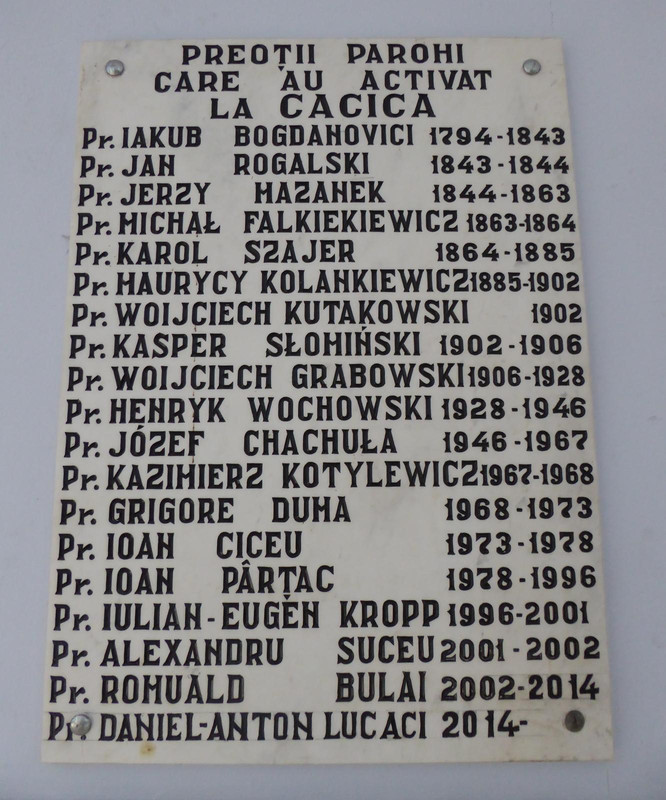 PREOȚII PAROHI
CARE AU ACTIVAT
LA CACICA
Pr. IAKUB BOGDANOVICI 1794-1843
Pr. JAN ROGALSKI 1843-1844
Pr. JERZY MAZANEK 1844-1863
Pr. MICHAŁ FALKIEKIEWICZ 1863-1864
Pr. KAROL SZAJER 1864-1885
Pr. MAURYCY KOLANKIEWICZ 1885-1902
Pr. WOIJCIECH KUTAKOWSKI 1902
Pr. KASPER SŁOMIŃSKI 1902-1906
Pr. WOIJCIECH GRABOWSKI 1906-1928
Pr. HENRYK WOCHOWSKI 1928-1946
Pr. JÓZEF CHACHUŁA 1946-1967
Pr. KAZIMIERZ KOTYLEWICZ 1967-1968
Pr. GRIGORE DUMA 1968-1973
Pr. IOAN CICEU 1973-1978
Pr. IOAN PÂRȚAC 1978-1996
Pr. IULIAN-EUGEN KROPP 1996-2001
Pr. ALEXANDRU SUCEU 2001-2002
Pr. ROMUALD BULAI 2002-2014
Pr. DANIEL-ANTON LUCACI 2014-